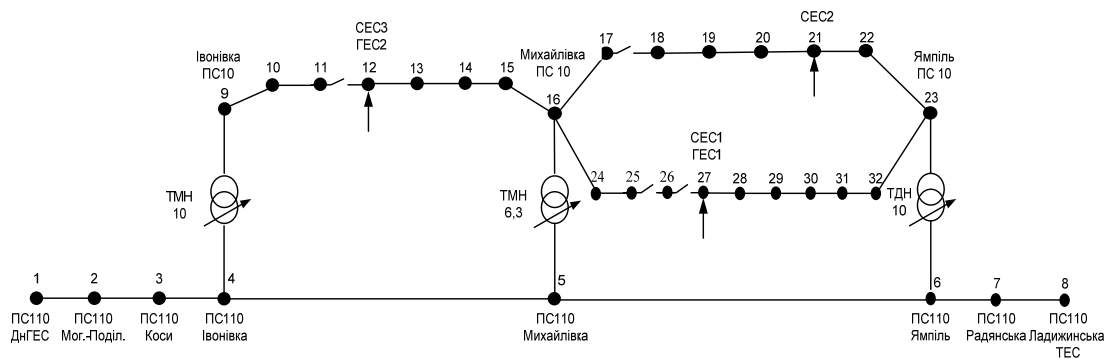 СЕС2
17
18
19
20
21
22
СЕС3
ГЕС2
Івонівка
ПС10
10
11
12
13
14
15
Михайлівка
ПС 10
Ямпіль
ПС 10
9
16
23
СЕС1
ГЕС1
24
25
26
27
28
29
30
31
32
ТМН
10
ТМН
6,3
ТДН
10
1
2
3
4
5
6
7
8
ПС110
ДнГЕС
ПС110
Мог.-Поділ.
ПС110
Коси
ПС110
Івонівка
ПС110
Михайлівка
ПС110
Ямпіль
ПС110
Радянська
ПС110
Ладижинська
ТЕС